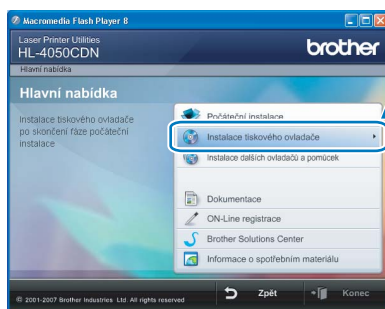 Macromedia Flash Player 8
Laser Printer Utilities
HL-4050CDN
brother
Hlavní nabídka
Hlavní nabídka
Instalace tiskového ovladače
po skončení fáze počáteční
instalace
Počáteční instalace
Instalace tiskového ovladače
Instalace dalších ovladačů a pomůcek
Dokumentace
ON-Line registrace
Brother Solutions Center
Informace o spotřebním materiálu
© 2001-2007 Brother Industries Ltd. All rights reserved
Zpět
Konec